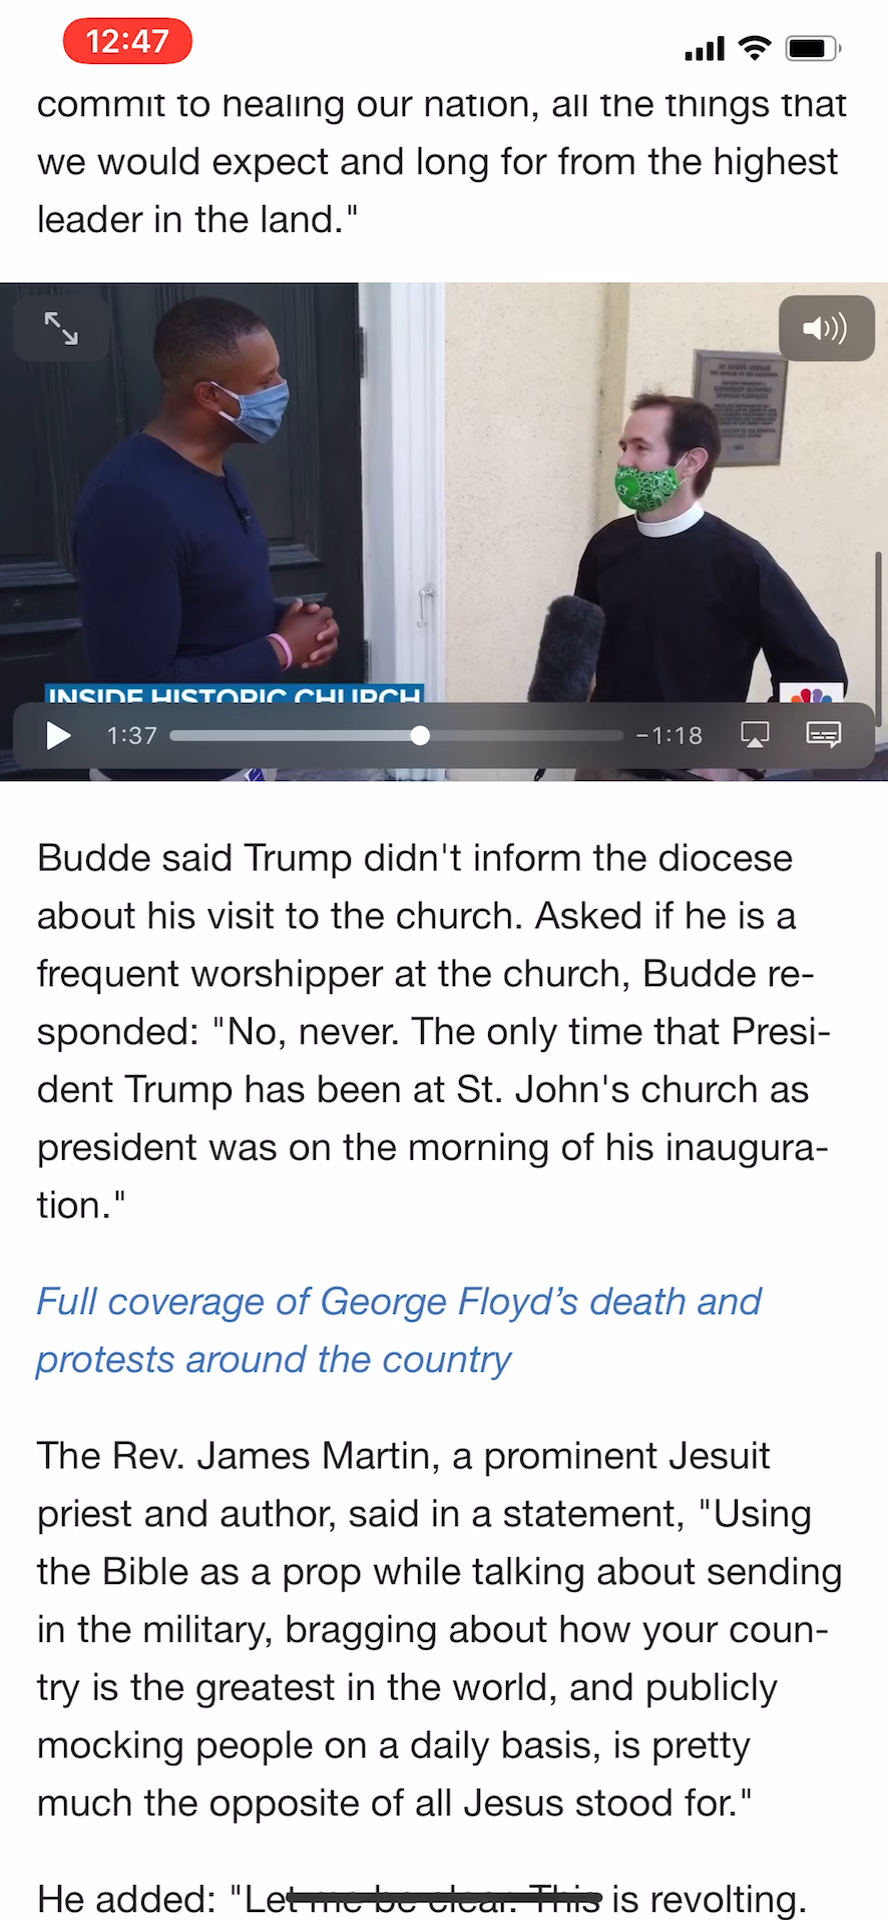 12:47
commit to healing our nation, all the things that
we would expect and long for from the highest
leader in the land."
INSIDE HISTORIC CHURCH
1:37
-1:18
Budde said Trump didn't inform the diocese
about his visit to the church. Asked if he is a
frequent worshipper at the church, Budde re-
sponded: "No, never. The only time that Presi-
dent Trump has been at St. John's church as
president was on the morning of his inaugura-
tion."
Full coverage of George Floyd’s death and
protests around the country
The Rev. James Martin, a prominent Jesuit
priest and author, said in a statement, "Using
the Bible as a prop while talking about sending
in the military, bragging about how your coun-
try is the greatest in the world, and publicly
mocking people on a daily basis, is pretty
much the opposite of all Jesus stood for."
He added: "Let me be clear. This is revolting.